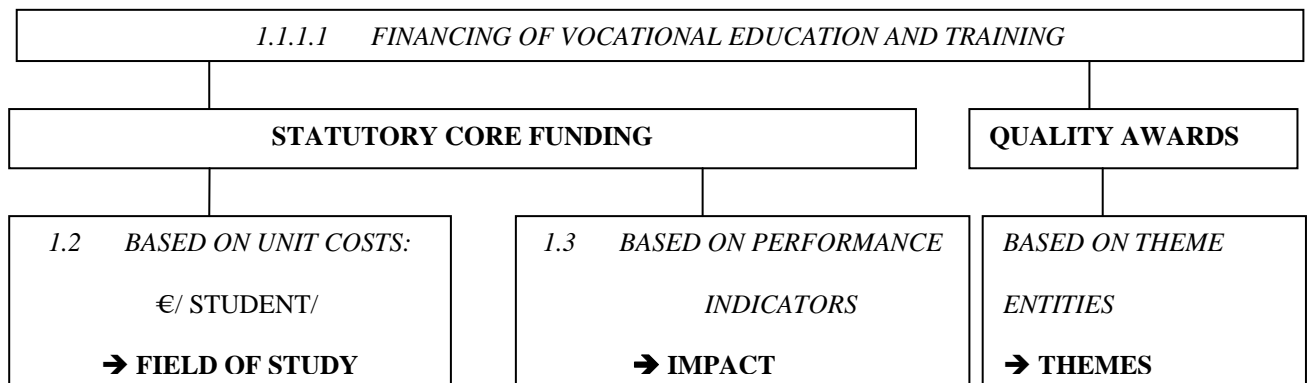 1.1.1.1 FINANCING OF VOCATIONAL EDUCATION AND TRAINING
STATUTORY CORE FUNDING
QUALITY AWARDS
1.2 BASED ON UNIT COSTS:
€/ STUDENT/
➔ FIELD OF STUDY
1.3 BASED ON PERFORMANCE
INDICATORS
➔ IMPACT
BASED ON THEME
ENTITIES
➔ THEMES